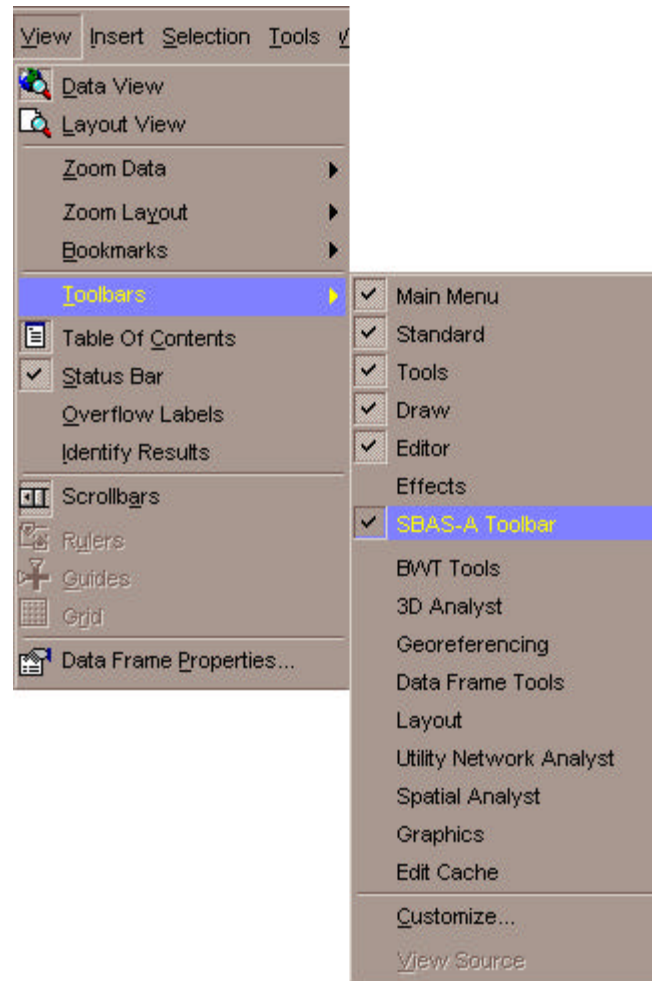 View Insert Selection Tools
Data View
Layout View
Zoom Data
Zoom Layout
Bookmarks
Toolbars
Table Of Contents
Status Bar
Overflow Labels
Identify Results
Scrollbars
Rulers
Guides
Grid
Data Frame Properties...
Main Menu
Standard
Tools
Draw
Editor
Effects
SBAS-A Toolbar
BWT Tools
3D Analyst
Georeferencing
Data Frame Tools
Layout
Utility Network Analyst
Spatial Analyst
Graphics
Edit Cache
Customize...
View Source